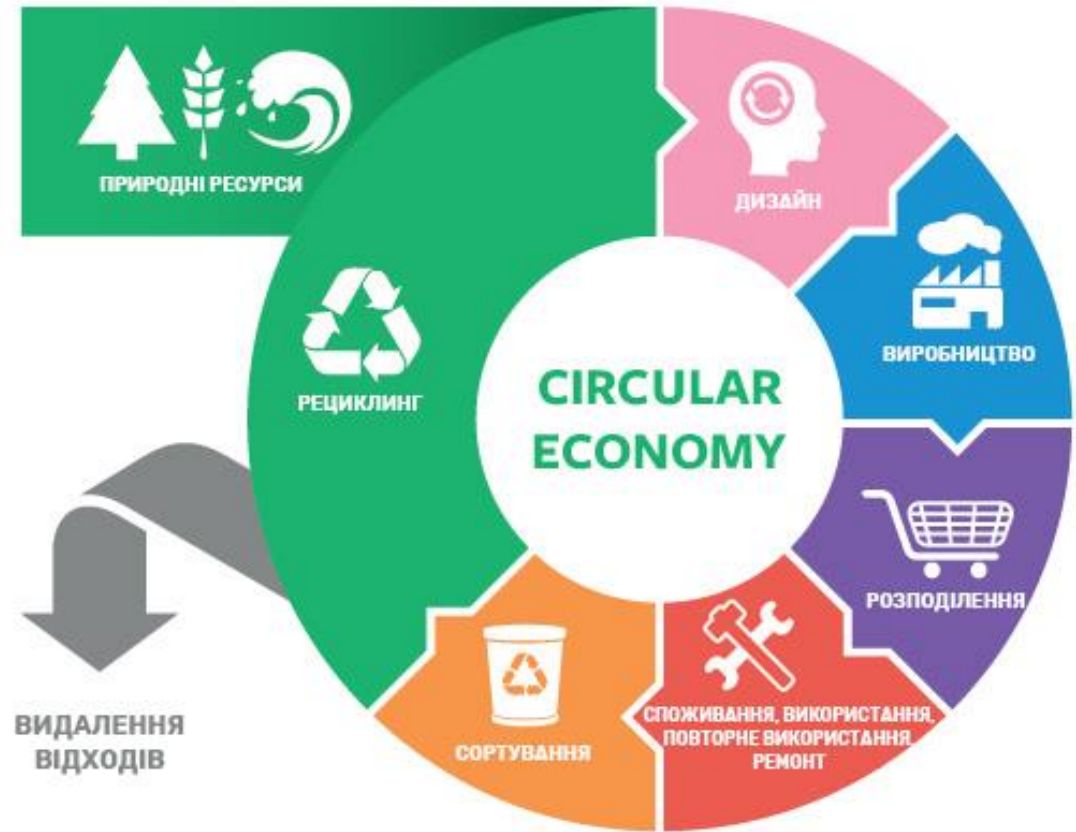 ПРИРОДНІ РЕСУРСИ
ДИЗАЙН
ВИРОБНИЦТВО
РЕЦИКЛИНГ
CIRCULAR
ECONOMY
РОЗПОДІЛЕННЯ
СПОЖИВАННЯ, ВИКОРИСТАННЯ,
ПОВТОРНЕ ВИКОРИСТАННЯ,
РЕМОНТ
СОРТУВАННЯ
ВИДАЛЕННЯ
ВІДХОДІВ